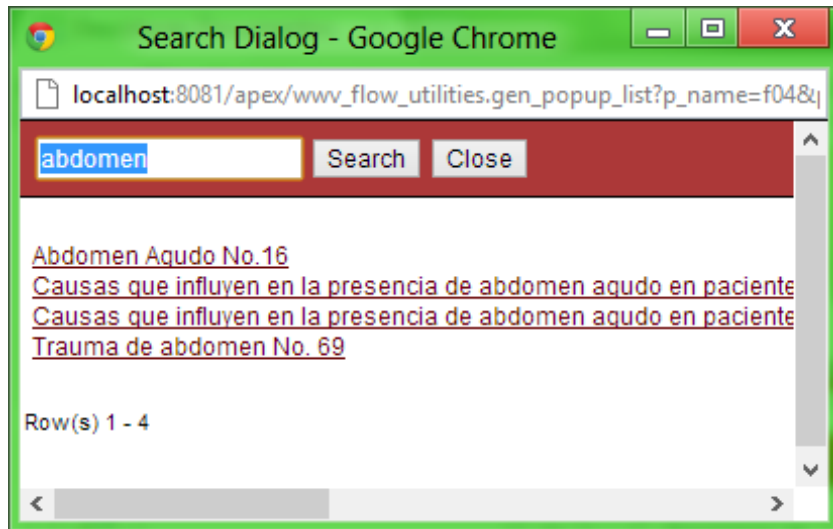 Search Dialog - Google Chrome
localhost:8081/apex/wwv_flow_utilities.gen_popup_list?p_name=f04&
abdomen Search Close
Abdomen Agudo No.16
Causas que influyen en la presencia de abdomen agudo en paciente
Causas que influyen en la presencia de abdomen agudo en paciente
Trauma de abdomen No. 69
Row(s) 1 - 4